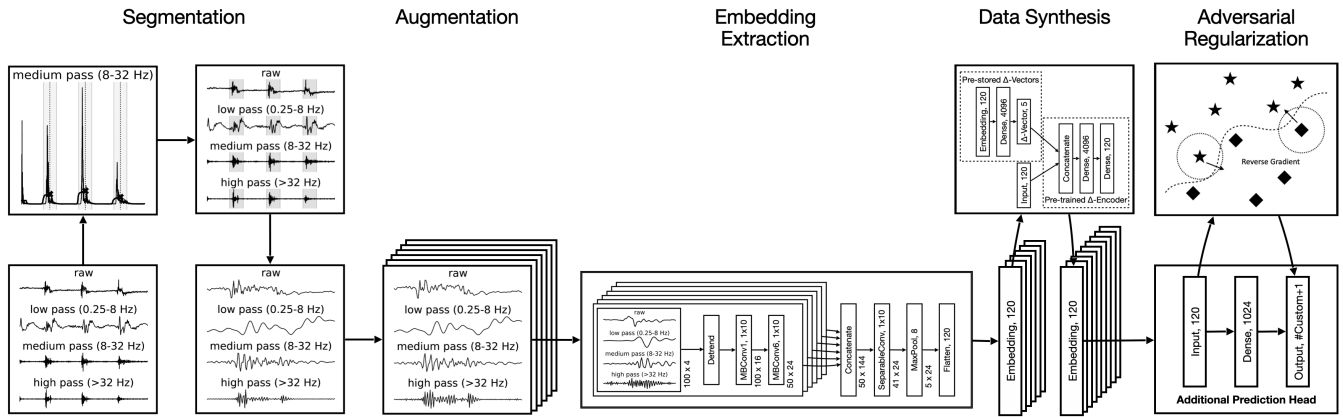 Segmentation
Augmentation
Embedding
Extraction
Data Synthesis
Adversarial
Regularization
medium pass (8-32 Hz)
raw
low pass (0.25-8 Hz)
medium pass (8-32 Hz)
high pass (>32 Hz)
raw
low pass (0.25-8 Hz)
medium pass (8-32 Hz)
high pass (>32 Hz)
raw
low pass (0.25-8 Hz)
medium pass (8-32 Hz)
high pass (>32 Hz)
raw
low pass (0.25-8 Hz)
medium pass (8-32 Hz)
high pass (>32 Hz)
raw
low pass (0.25-8 Hz)
medium pass (8-32 Hz)
high pass (>32 Hz)
100 x 4
Detrend
MBConv1, 1x10
100 x 16
MBConv6, 1x10
50 x 24
Concatenate
50 x 144
SeparableConv, 1x10
41 x 24
MaxPool, 8
5 x 24
Flatten, 120
Pre-stored Δ-Vectors
Embedding, 120
Dense, 4096
Δ-Vector, 5
Input, 120
Concatenate
Dense, 4096
Dense, 120
Pre-trained Δ-Encoder
Embedding, 120
Embedding, 120
Reverse Gradient
Input, 120
Dense, 1024
Output, #Custom+1
Additional Prediction Head